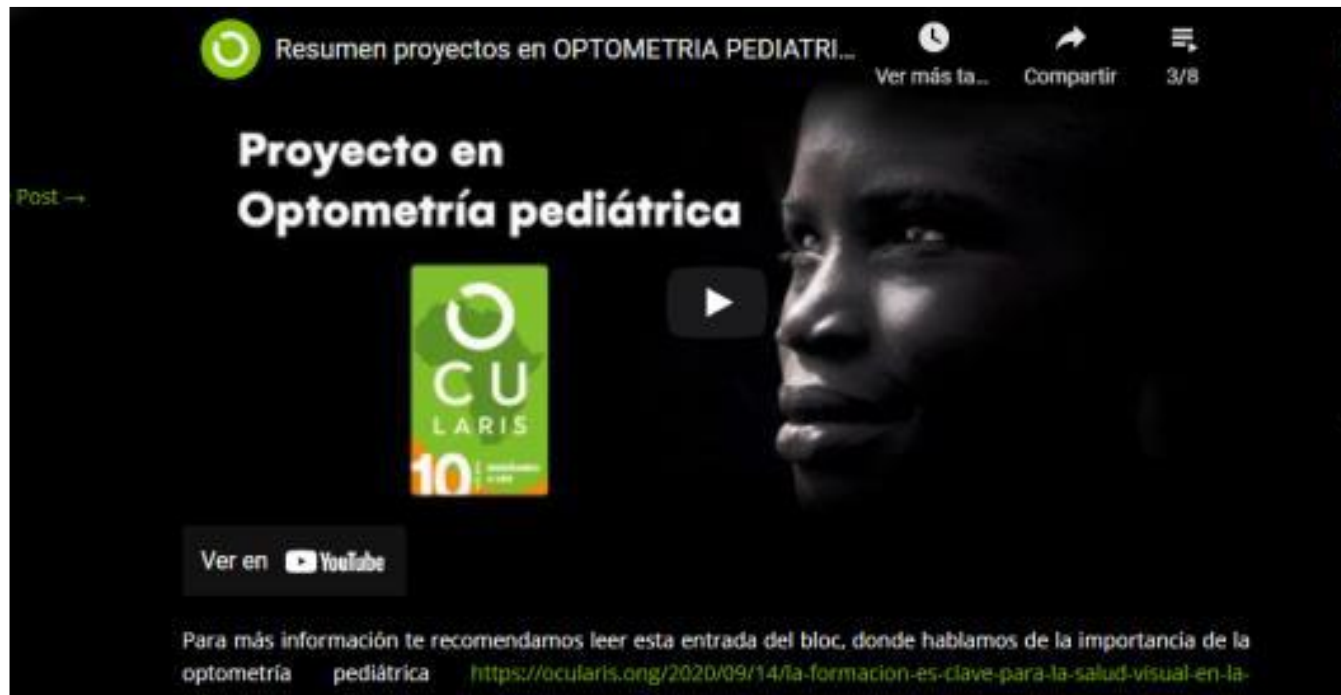 Resumen proyectos en OPTOMETRIA PEDIATRI...
Ver más ta...
Compartir
3/8
Proyecto en
Optometría pediátrica
Post →
O
CU
LARIS
10
Ver en YouTube
Para más información te recomendamos leer esta entrada del bloc, donde hablamos de la importancia de la
optometría pediátrica https://ocularis.ong/2020/09/14/la-formacion-es-clave-para-la-salud-visual-en-la-